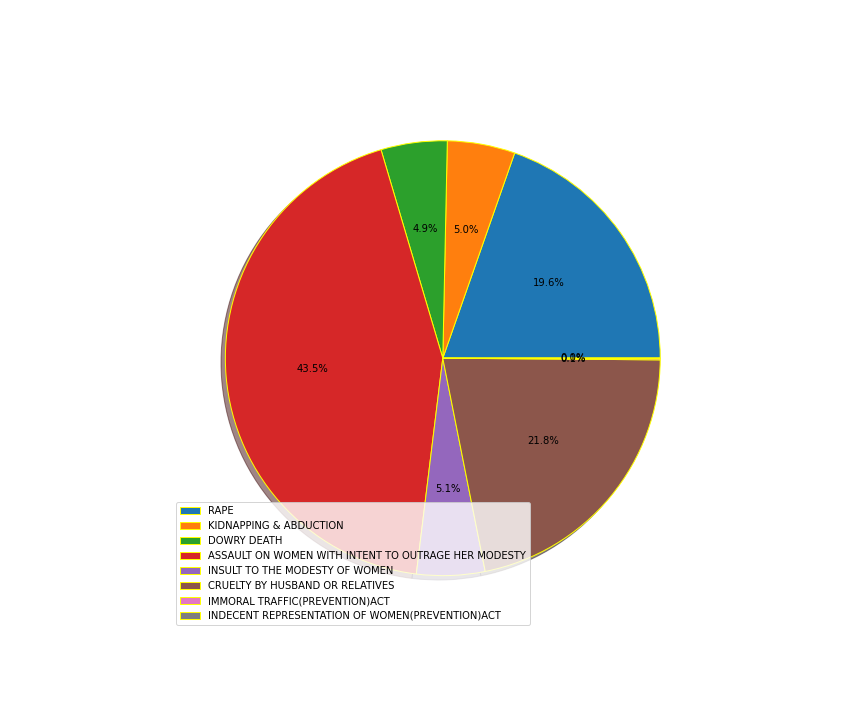 4.9%
5.0%
19.6%
43.5%
21.8%
5.1%
RAPE
KIDNAPPING & ABDUCTION
DOWRY DEATH
ASSAULT ON WOMEN WITH INTENT TO OUTRAGE HER MODESTY
INSULT TO THE MODESTY OF WOMEN
CRUELTY BY HUSBAND OR RELATIVES
IMMORAL TRAFFIC(PREVENTION)ACT
INDECENT REPRESENTATION OF WOMEN(PREVENTION)ACT